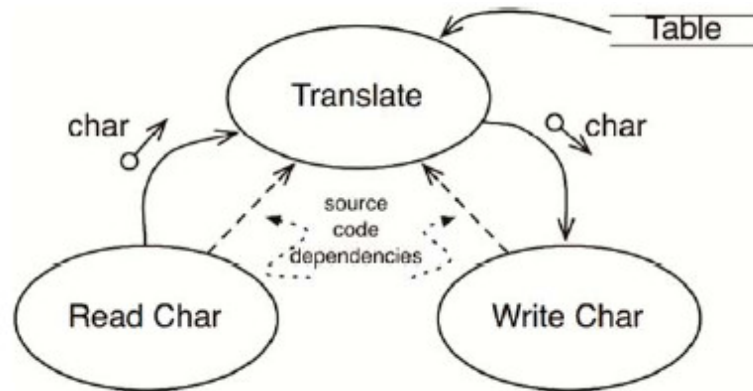 Table
Translate
char
char
source
code
dependencies
Read Char
Write Char